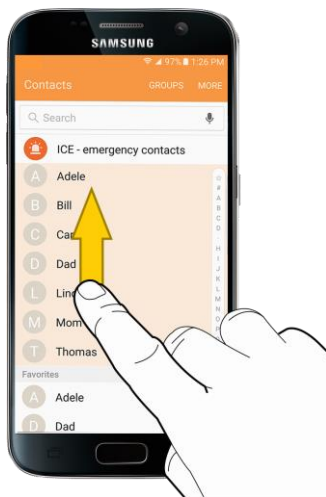 SAMSUNG
97% 1:26 PM
Contacts GROUPS MORE
Search
ICE - emergency contacts
A Adele
B Bill
C
D Dad
L
M Mom
T Thomas
#
A
B
C
D
H
I
J
K
L
M
N
O
P
Favorites
A Adele
D Dad